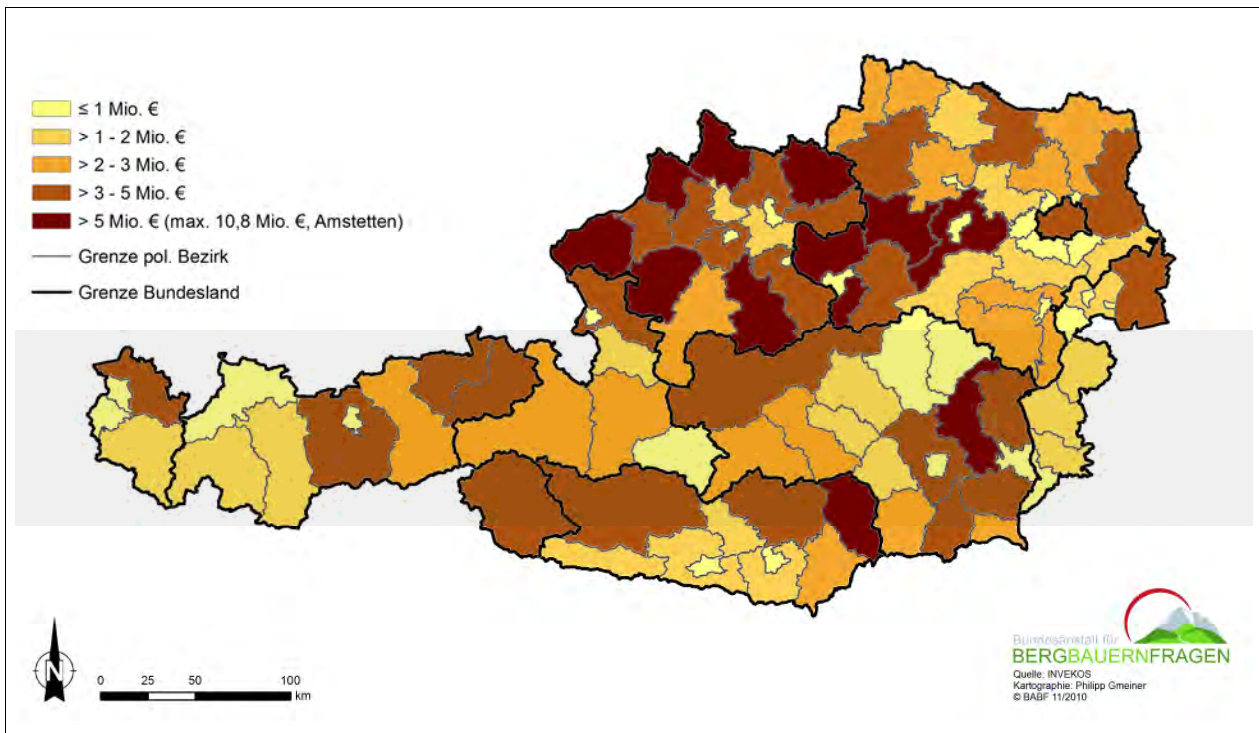 ≤ 1 Mio. €
> 1 - 2 Mio. €
> 2 - 3 Mio. €
> 3 - 5 Mio. €
> 5 Mio. € (max. 10,8 Mio. €, Amstetten)
Grenze pol. Bezirk
Grenze Bundesland
N
0 25 50 100
km
Bundesanstalt für
BERGBAUERNFRAGEN
Quelle: INVEKOS
Kartographie: Philipp Gmeiner
© BABF 11/2010